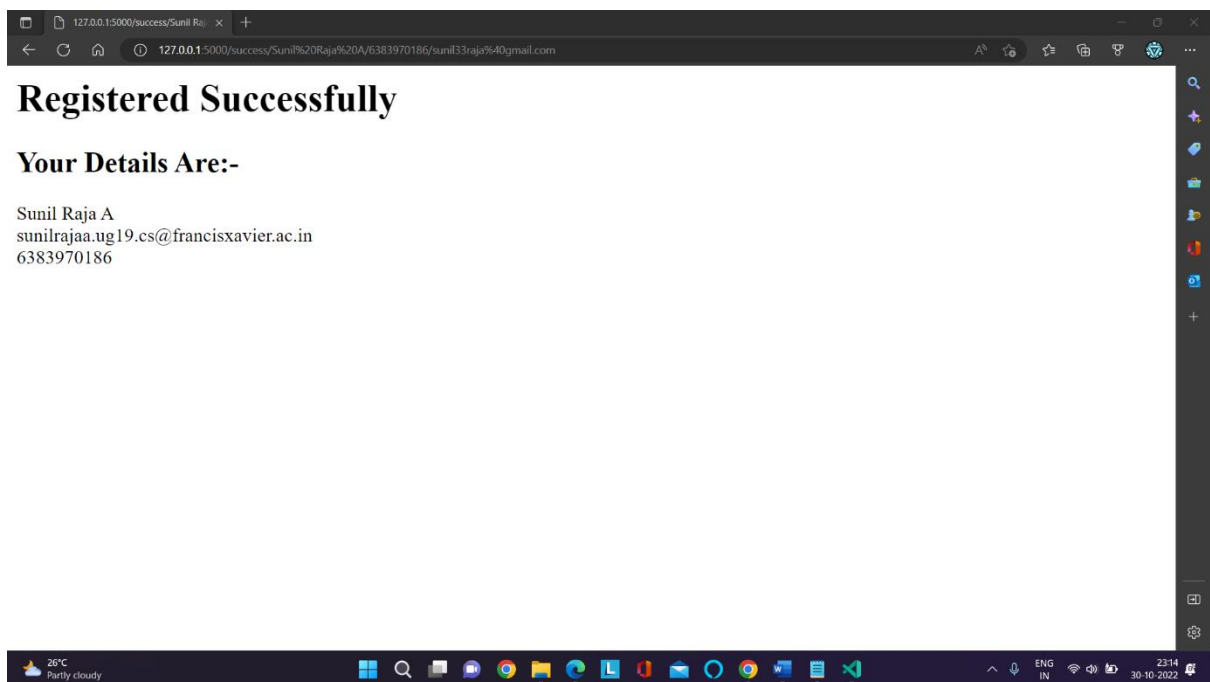 127.0.0.1:5000/success/Sunil Raj
127.0.0.1:5000/success/Sunil%20Raja%20A/6383970186/sunil33raja%40gmail.com
Registered Successfully
Your Details Are:-
Sunil Raja A
sunilrajaa.ug19.cs@francisxavier.ac.in
6383970186
26°C
Partly cloudy
ENG
IN
23:14
30-10-2022